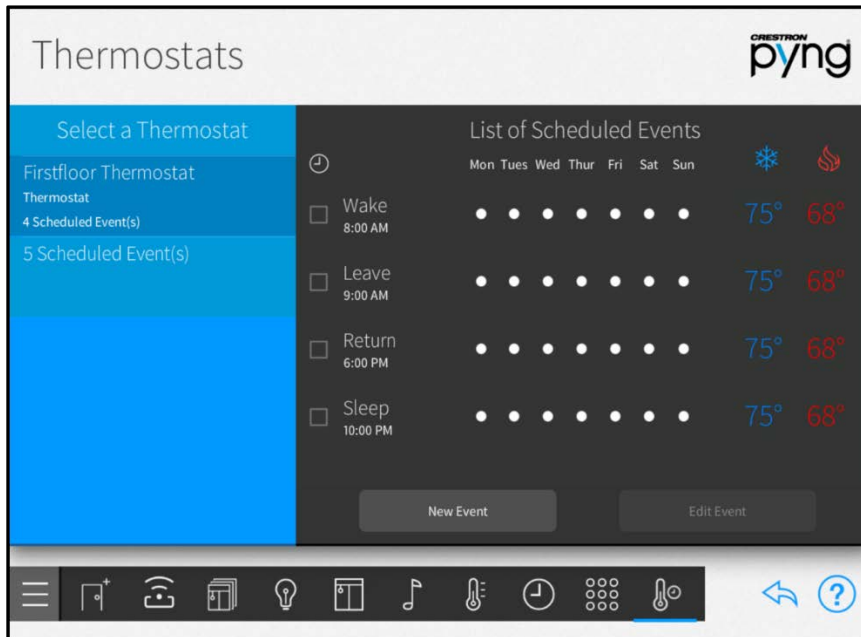 Thermostats
CRESTRON
pyng
Select a Thermostat
Firstfloor Thermostat
Thermostat
4 Scheduled Event(s)
5 Scheduled Event(s)
List of Scheduled Events
Mon Tues Wed Thur Fri Sat Sun
Wake 75° 68°
8:00 AM
Leave 75° 68°
9:00 AM
Return 75° 68°
6:00 PM
Sleep 75° 68°
10:00 PM
New Event Edit Event
?